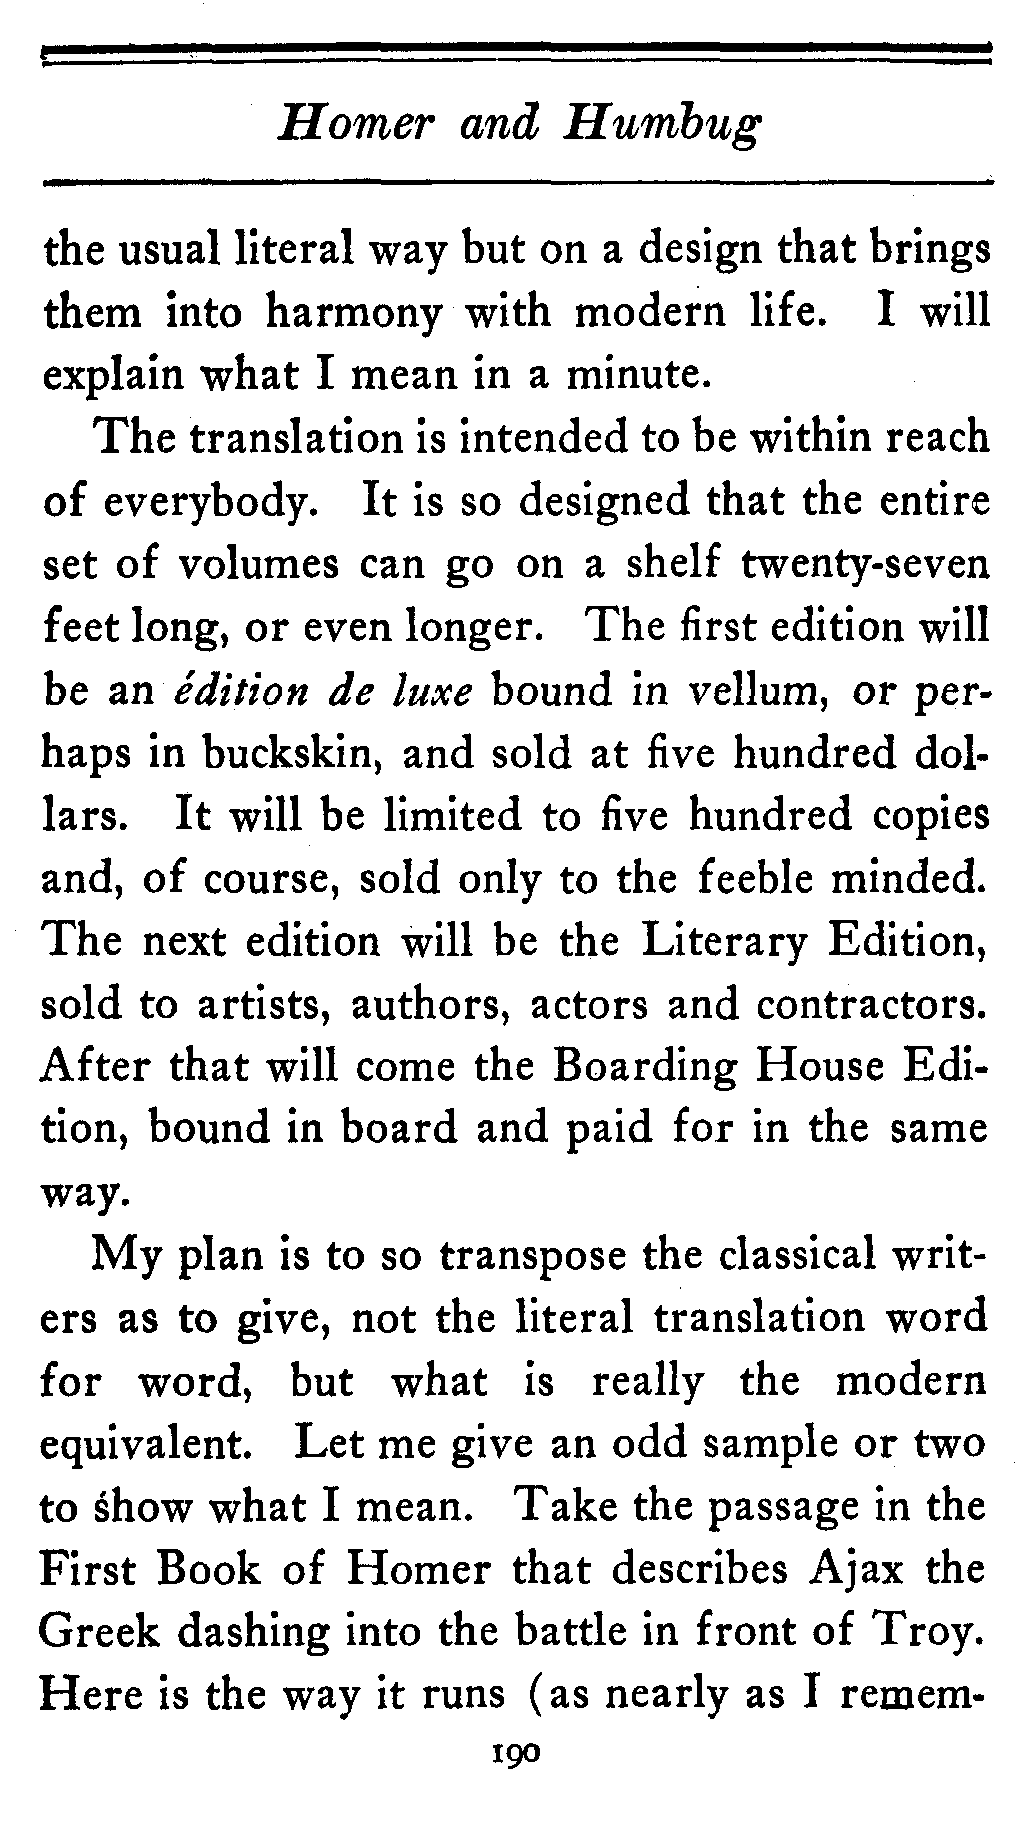 Homer and Humbug
the usual literal way but on a design that brings
them into harmony with modern life. I will
explain what I mean in a minute.
The translation is intended to be within reach
of everybody. It is so designed that the entire
set of volumes can go on a shelf twenty-seven
feet long, or even longer. The first edition will
be an édition de luxe bound in vellum, or per-
haps in buckskin, and sold at five hundred dol-
lars. It will be limited to five hundred copies
and, of course, sold only to the feeble minded.
The next edition will be the Literary Edition,
sold to artists, authors, actors and contractors.
After that will come the Boarding House Edi-
tion, bound in board and paid for in the same
way.
My plan is to so transpose the classical writ-
ers as to give, not the literal translation word
for word, but what is really the modern
equivalent. Let me give an odd sample or two
to show what I mean. Take the passage in the
First Book of Homer that describes Ajax the
Greek dashing into the battle in front of Troy.
Here is the way it runs (as nearly as I remem-
190